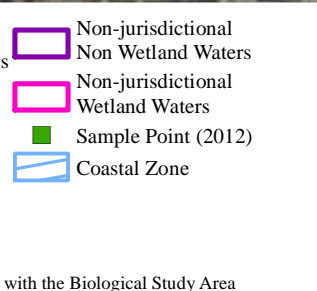 Non-jurisdictional
Non Wetland Waters
Non-jurisdictional
Wetland Waters
Sample Point (2012)
Coastal Zone
with the Biological Study Area